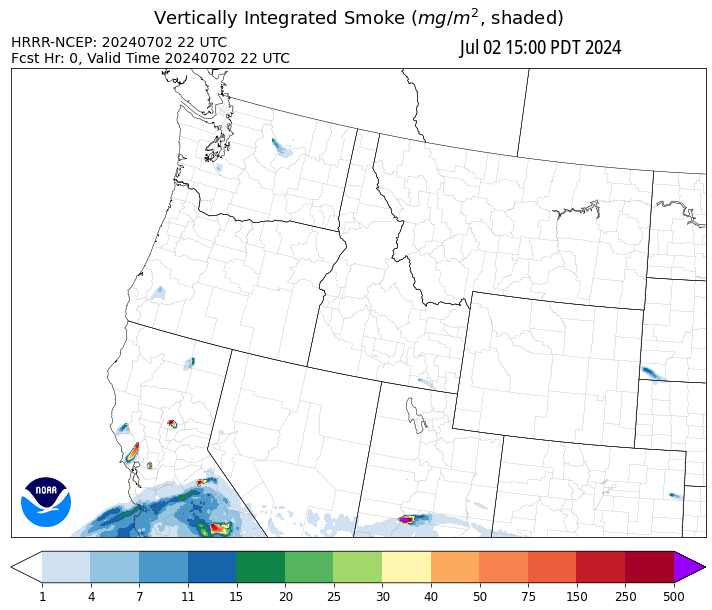 Vertically Integrated Smoke (mg/m², shaded)
HRRR-NCEP: 20240702 22 UTC
Fcst Hr: 0, Valid Time 20240702 22 UTC
Jul 02 15:00 PDT 2024
NOAA
1 4 7 11 15 20 25 30 40 50 75 150 250 500